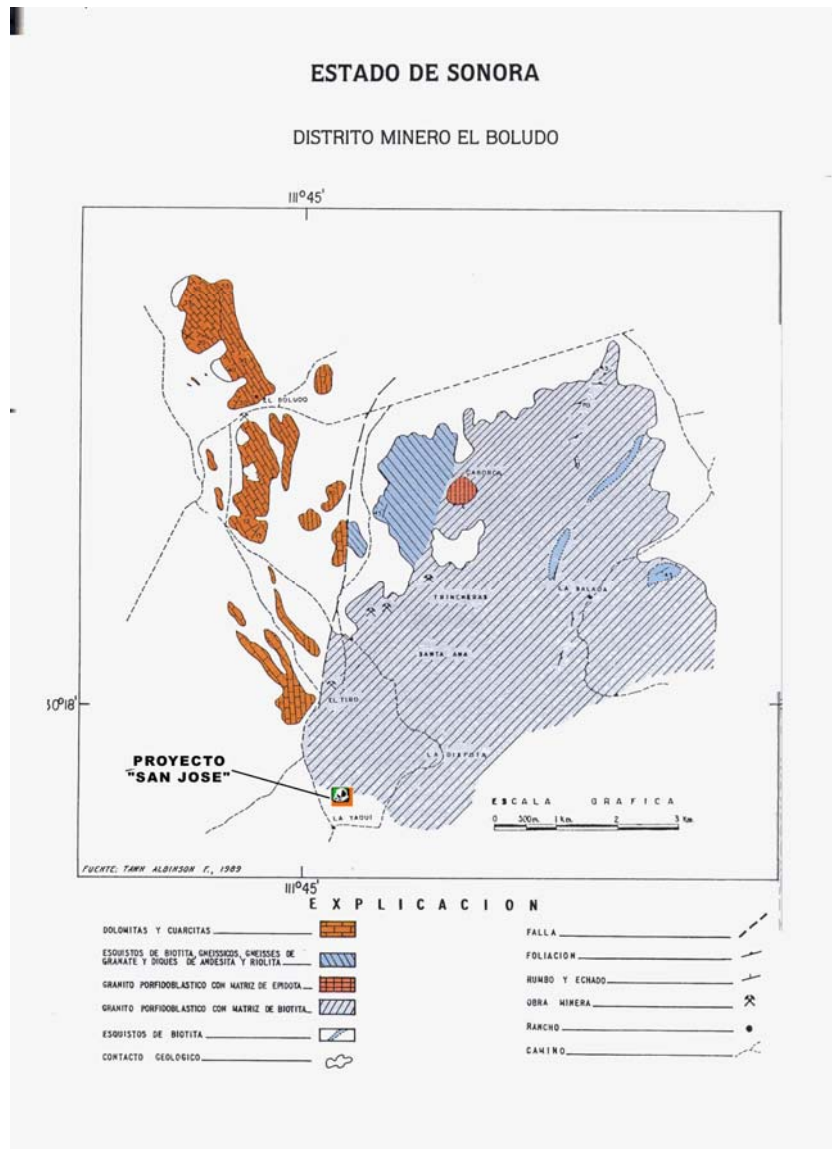 ESTADO DE SONORA
DISTRITO MINERO EL BOLUDO
111°45'
EL BOLUDO
CABORCA
TRINCHERAS
LA SALADA
SANTA ANA
30°18'
EL TIRO
PROYECTO
"SAN JOSE"
LA YAQUI
ESCALA GRAFICA
0 500m. 1 Km. 2 3 Km.
FUENTE: TAWN ALBINSON F., 1989
111°45'
EXPLICACION
DOLOMITAS Y CUARCITAS
ESQUISTOS DE BIOTITA, GNEISSICOS, GNEISSES DE
GRANATE Y DIQUES DE ANDESITA Y RIOLITA
GRANITO PORFIDOBLASTICO CON MATRIZ DE EPIDOTA
GRANITO PORFIDOBLASTICO CON MATRIZ DE BIOTITA
ESQUISTOS DE BIOTITA
CONTACTO GEOLOGICO
FALLA
FOLIACION
RUMBO Y ECHADO
OBRA MINERA
RANCHO
CAMINO